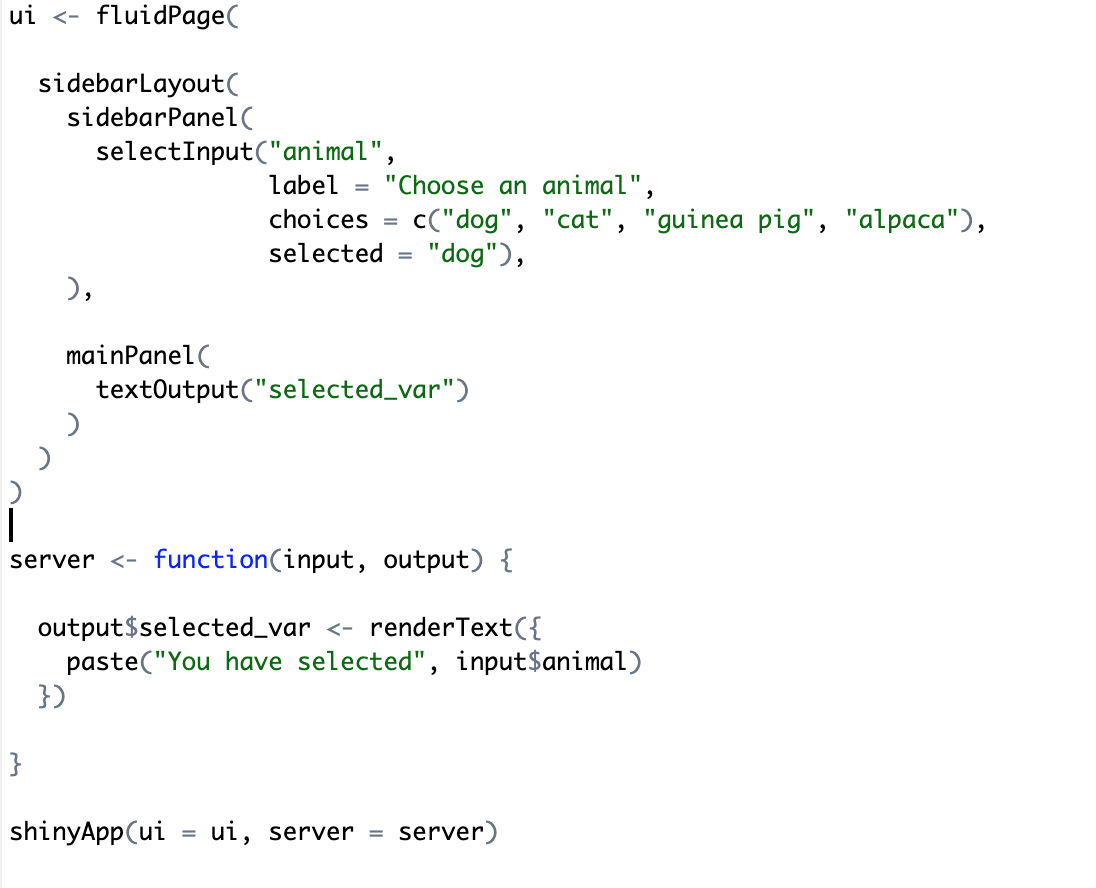 ui <- fluidPage(
  sidebarLayout(
    sidebarPanel(
      selectInput("animal",
                  label = "Choose an animal",
                  choices = c("dog", "cat", "guinea pig", "alpaca"),
                  selected = "dog"),
    ),
    mainPanel(
      textOutput("selected_var")
    )
  )
)
server <- function(input, output) {
  output$selected_var <- renderText({
    paste("You have selected", input$animal)
  })
}
shinyApp(ui = ui, server = server)